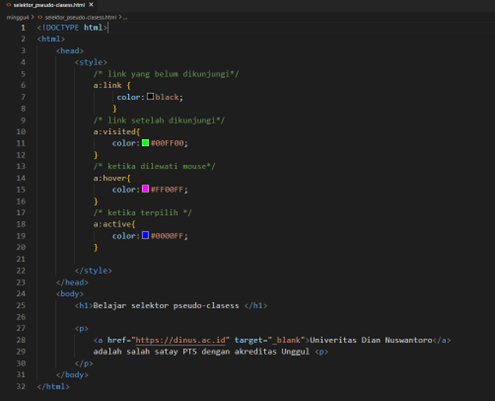 selektor_pseudo-clasess.html ×
minggu4 > selektor_pseudo-clasess.html > ...
1 <!DOCTYPE html>
2 <html>
3 <head>
4 <style>
5 /* link yang belum dikunjungi*/
6 a:link {
7 color: black;
8 }
9 /* link setelah dikunjungi*/
10 a:visited{
11 color: #00FF00;
12 }
13 /* ketika dilewati mouse*/
14 a:hover{
15 color: #FF00FF;
16 }
17 /* ketika terpilih */
18 a:active{
19 color: #0000FF;
20 }
21
22 </style>
23 </head>
24 <body>
25 <h1>Belajar selektor pseudo-clasess </h1>
26
27 <p>
28 <a href="https://dinus.ac.id" target="_blank">Univeritas Dian Nuswantoro</a>
29 adalah salah satay PTS dengan akreditas Unggul <p>
30 </p>
31 </body>
32 </html>